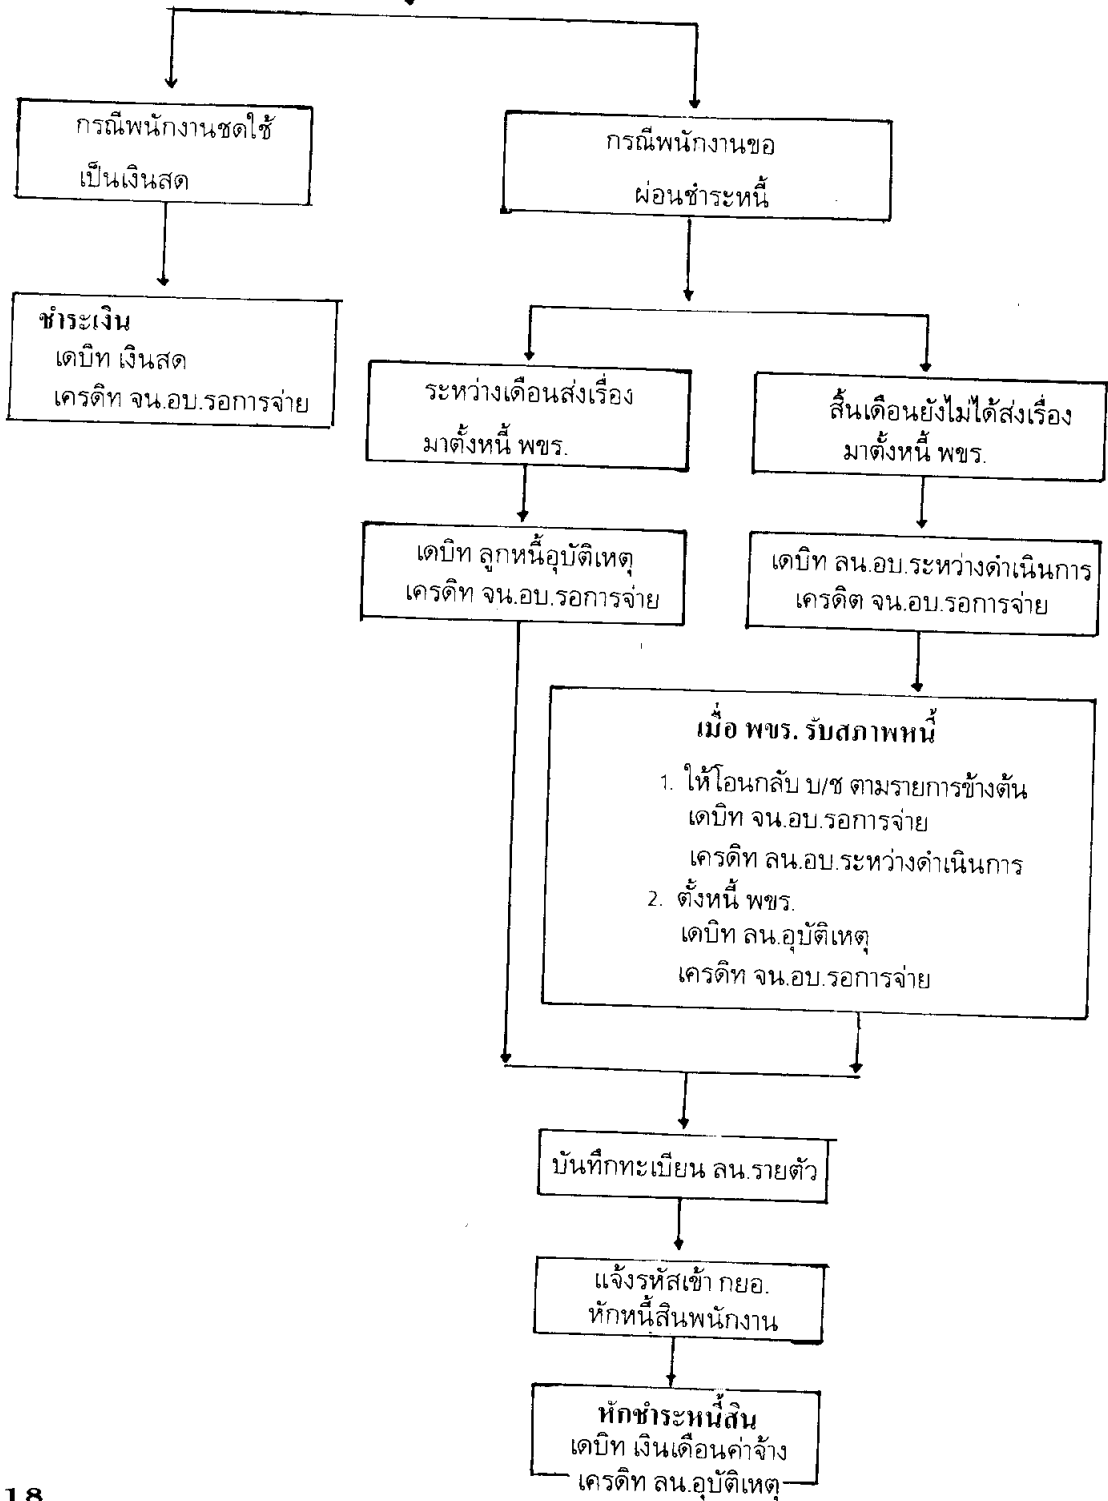 กรณีพนักงานชดใช้
เป็นเงินสด
กรณีพนักงานขอ
ผ่อนชำระหนี้
ชำระเงิน
เดบิท เงินสด
เครดิท จน.อบ.รอการจ่าย
ระหว่างเดือนส่งเรื่อง
มาตั้งหนี้ พขร.
สิ้นเดือนยังไม่ได้ส่งเรื่อง
มาตั้งหนี้ พขร.
เดบิท ลูกหนี้อุบัติเหตุ
เครดิท จน.อบ.รอการจ่าย
เดบิท ลน.อบ.ระหว่างดำเนินการ
เครดิต จน.อบ.รอการจ่าย
เมื่อ พขร. รับสภาพหนี้
1. ให้โอนกลับ บ/ช ตามรายการข้างต้น
เดบิท จน.อบ.รอการจ่าย
เครดิท ลน.อบ.ระหว่างดำเนินการ
2. ตั้งหนี้ พขร.
เดบิท ลน.อุบัติเหตุ
เครดิท จน.อบ.รอการจ่าย
บันทึกทะเบียน ลน.รายตัว
แจ้งรหัสเข้า กยอ.
หักหนี้สินพนักงาน
หักชำระหนี้สิน
เดบิท เงินเดือนค่าจ้าง
เครดิท ลน.อุบัติเหตุ
18